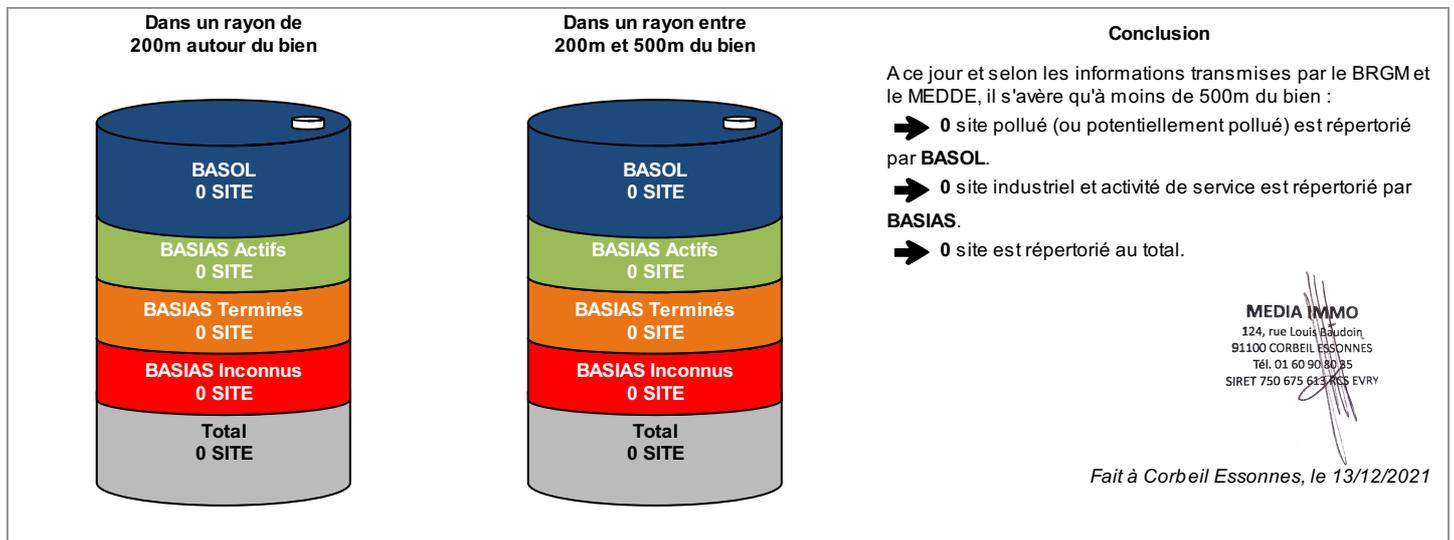 Dans un rayon de
200m autour du bien
BASOL
0 SITE
BASIAS Actifs
0 SITE
BASIAS Terminés
0 SITE
BASIAS Inconnus
0 SITE
Total
0 SITE
Dans un rayon entre
200m et 500m du bien
BASOL
0 SITE
BASIAS Actifs
0 SITE
BASIAS Terminés
0 SITE
BASIAS Inconnus
0 SITE
Total
0 SITE
Conclusion
A ce jour et selon les informations transmises par le BRGM et
le MEDDE, il s'avère qu'à moins de 500m du bien :
0 site pollué (ou potentiellement pollué) est répertorié
par BASOL.
0 site industriel et activité de service est répertorié par
BASIAS.
0 site est répertorié au total.
MEDIA IMMO
124, rue Louis Baudoin
91100 CORBEIL ESSONNES
Tél. 01 60 90 80 85
SIRET 750 675 613 RCS EVRY
Fait à Corbeil Essonnes, le 13/12/2021